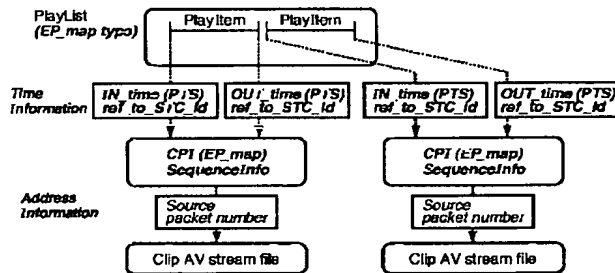 PlayList
(EP_map type)
PlayItem PlayItem
Time
Information
IN_time (PTS)
ref_to_STC_id
OUT_time (PTS)
ref_to_STC_id
IN_time (PTS)
ref_to_STC_id
OUT_time (PTS)
ref_to_STC_id
CPI (EP_map)
SequenceInfo
CPI (EP_map)
SequenceInfo
Address
Information
Source
packet number
Source
packet number
Clip AV stream file
Clip AV stream file